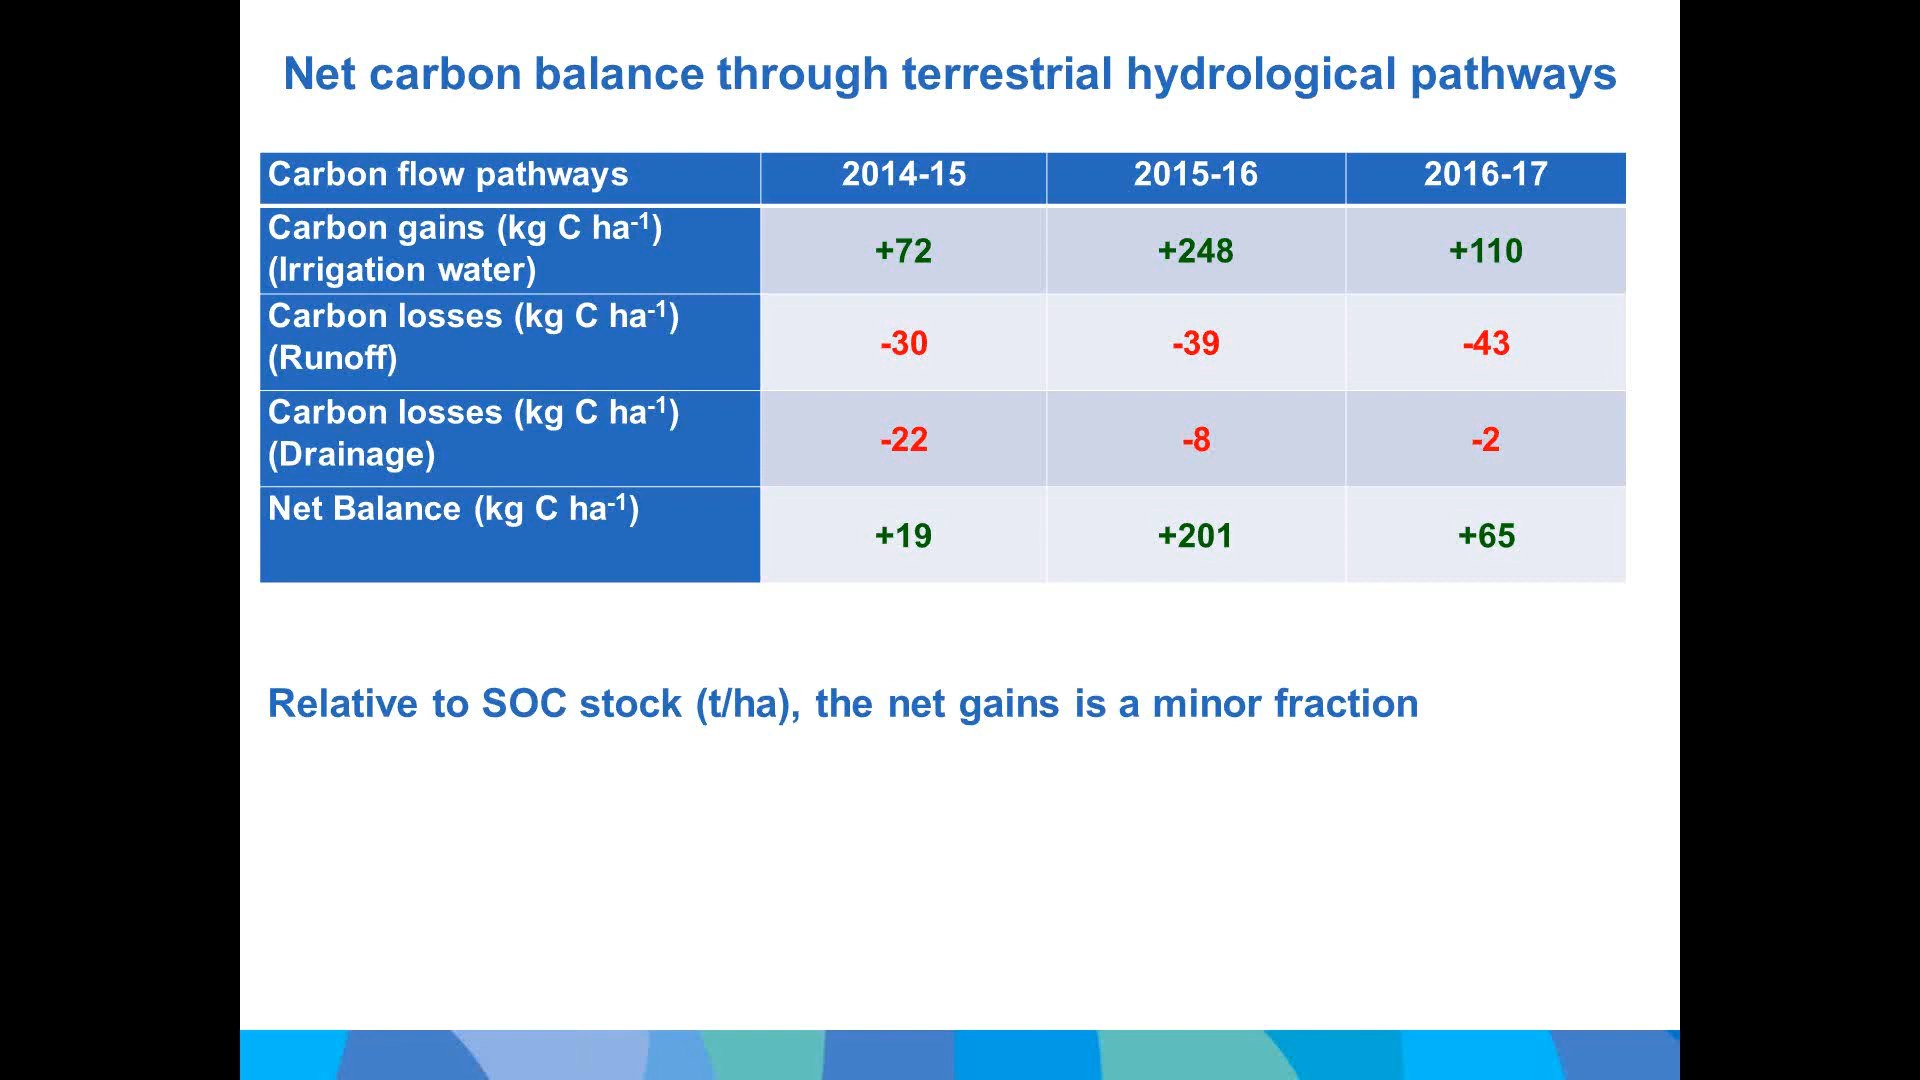 Net carbon balance through terrestrial hydrological pathways
Carbon flow pathways 2014-15 2015-16 2016-17
Carbon gains (kg C ha⁻¹)
(Irrigation water) +72 +248 +110
Carbon losses (kg C ha⁻¹)
(Runoff) -30 -39 -43
Carbon losses (kg C ha⁻¹)
(Drainage) -22 -8 -2
Net Balance (kg C ha⁻¹) +19 +201 +65
Relative to SOC stock (t/ha), the net gains is a minor fraction